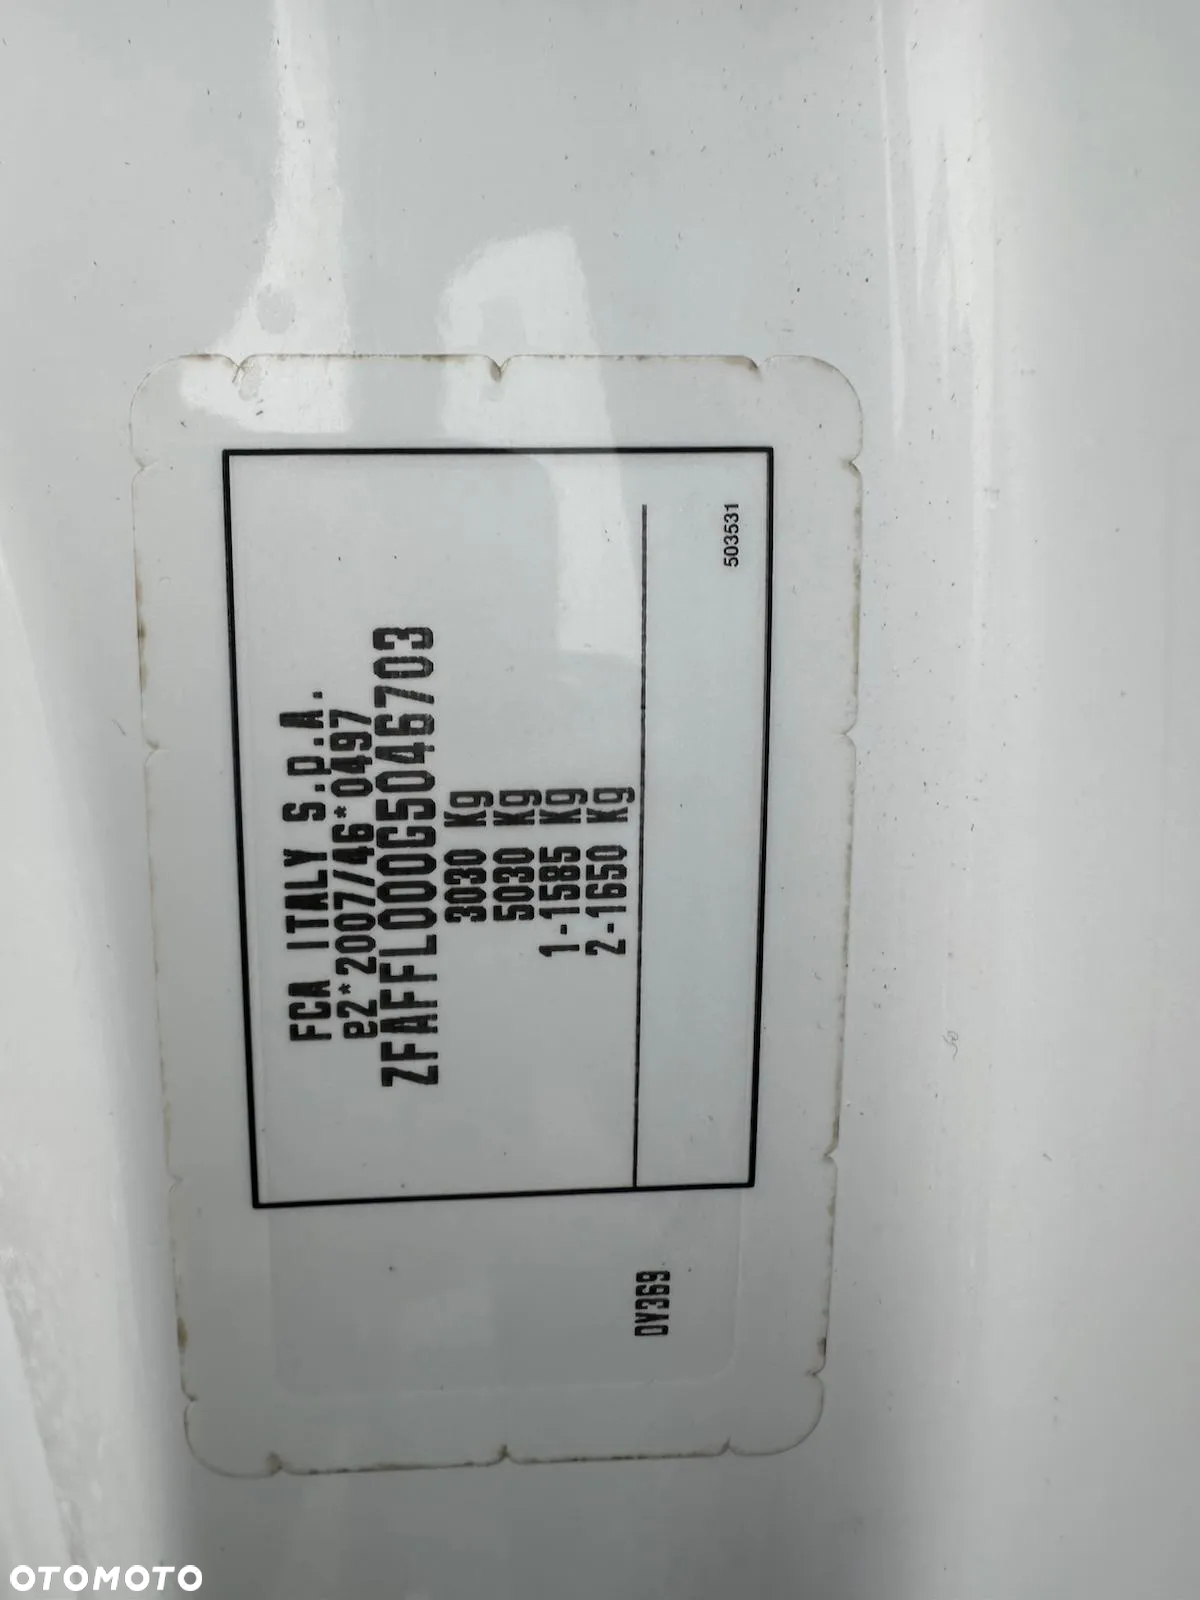 FCA ITALY S.p.A.
e2*2007/46*0497
ZFAFFL000G5046703
3030 Kg
5030 Kg
1-1585 Kg
2-1650 Kg
503531
DV369
OTOMOTO